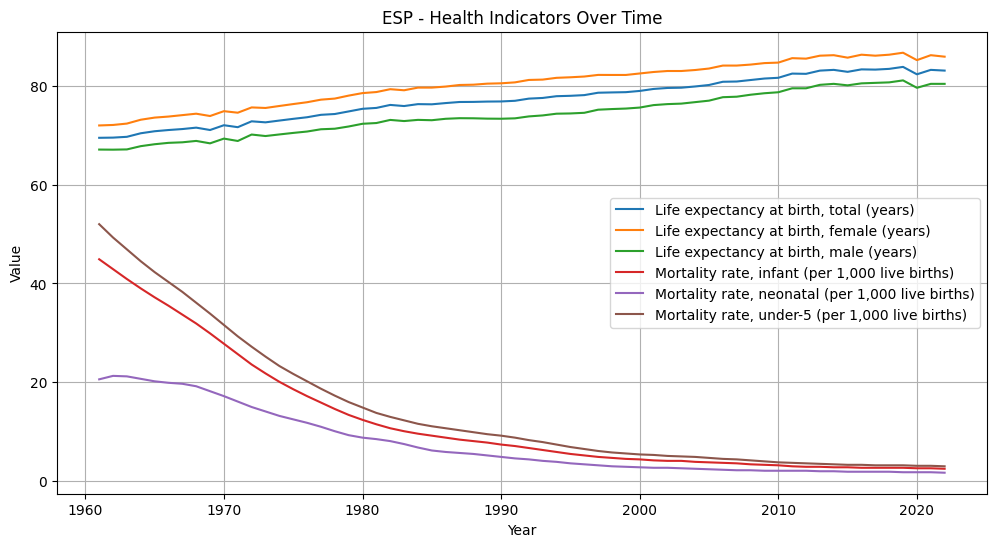 ESP - Health Indicators Over Time
Value
80
60
40
20
0
Life expectancy at birth, total (years)
Life expectancy at birth, female (years)
Life expectancy at birth, male (years)
Mortality rate, infant (per 1,000 live births)
Mortality rate, neonatal (per 1,000 live births)
Mortality rate, under-5 (per 1,000 live births)
1960 1970 1980 1990 2000 2010 2020
Year